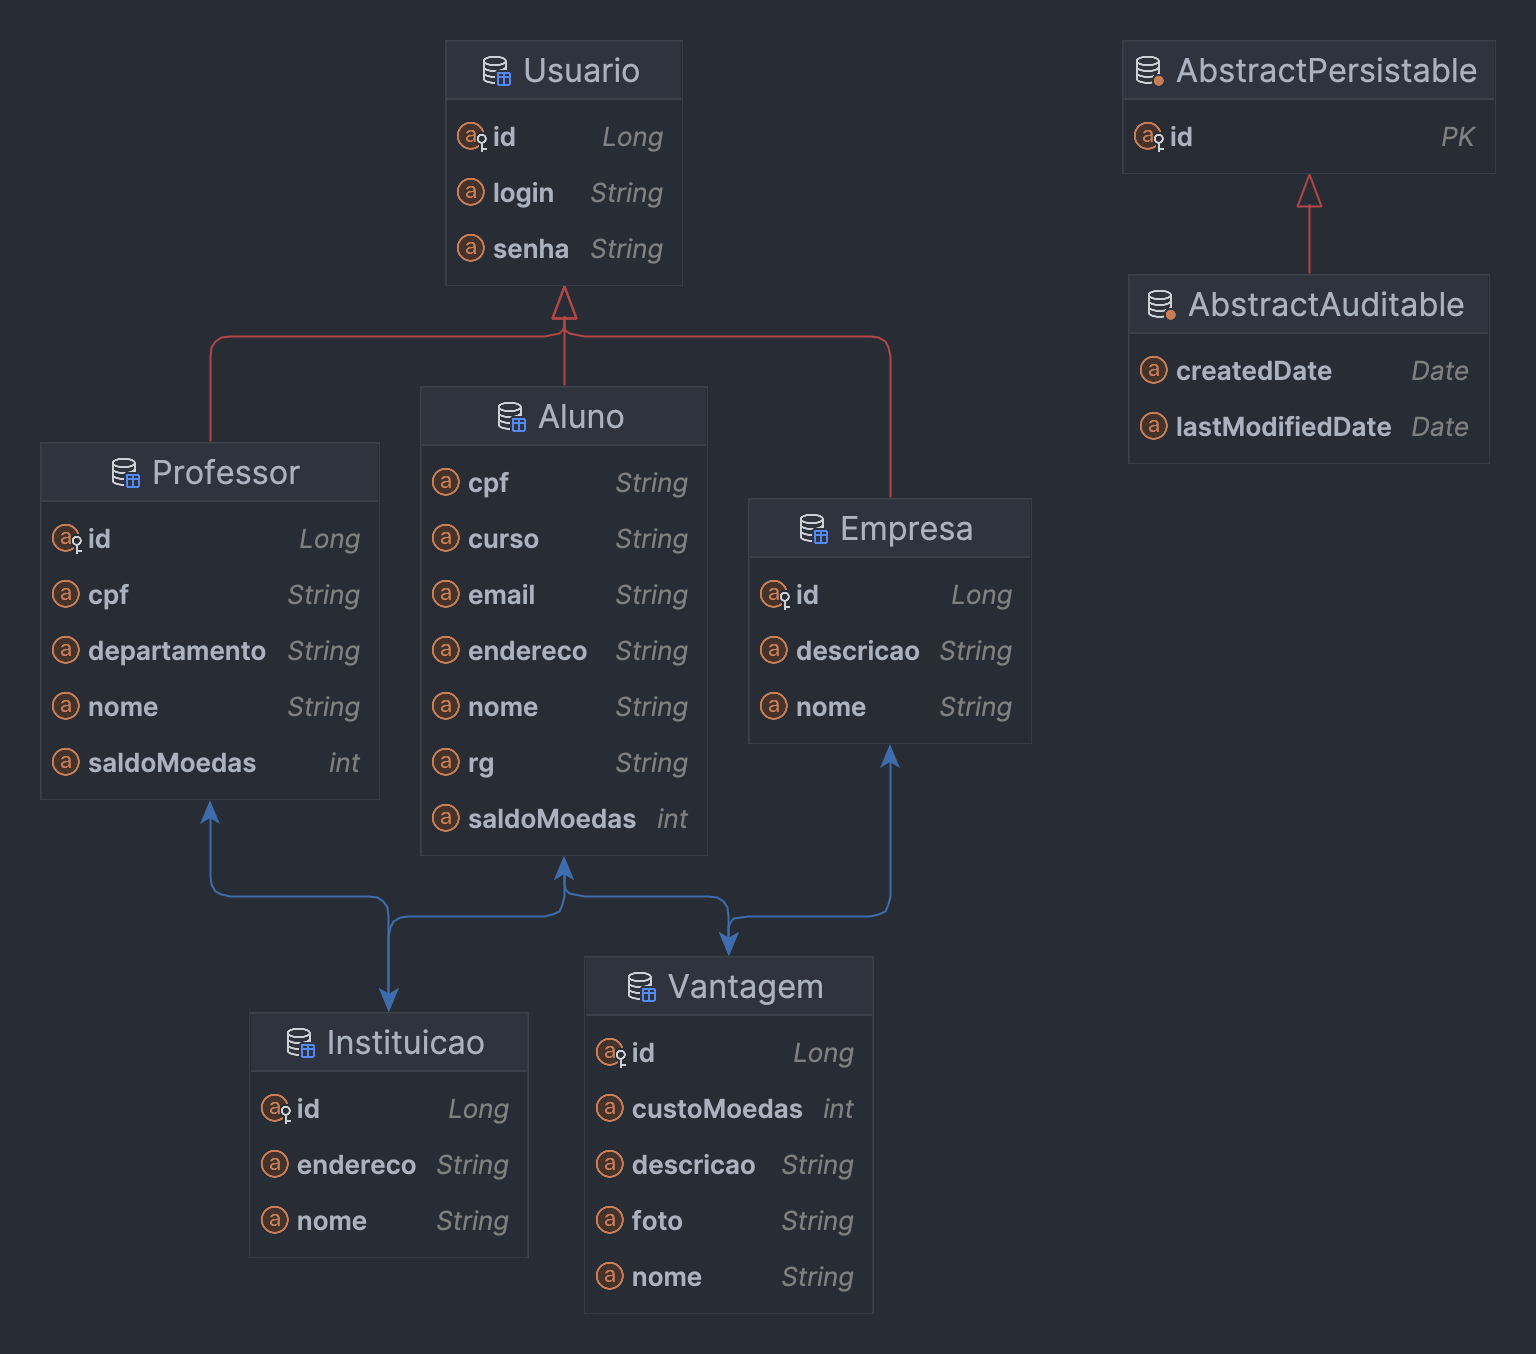 Usuario
id Long
login String
senha String
AbstractPersistable
id PK
AbstractAuditable
createdDate Date
lastModifiedDate Date
Professor
id Long
cpf String
departamento String
nome String
saldoMoedas int
Aluno
cpf String
curso String
email String
endereco String
nome String
rg String
saldoMoedas int
Empresa
id Long
descricao String
nome String
Instituicao
id Long
endereco String
nome String
Vantagem
id Long
custoMoedas int
descricao String
foto String
nome String